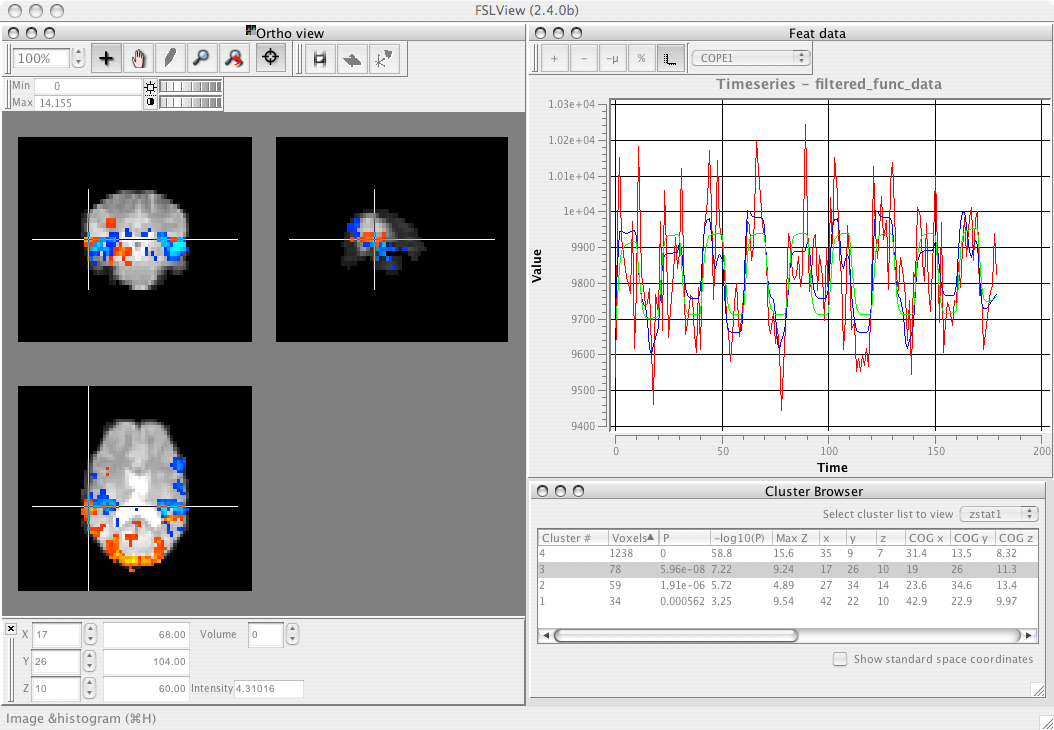 FSLView (2.4.0b)
Ortho view
100%
Min 0
Max 14.155
X 17 68.00 Volume 0
Y 26 104.00
Z 10 60.00 Intensity 4.31016
Image &histogram (⌘H)
Feat data
+ - -µ % COPE1
Timeseries - filtered_func_data
1.03e+04
1.02e+04
1.01e+04
1e+04
9900
9800
9700
9600
9500
9400
Value
0 50 100 150 200
Time
Cluster Browser
Select cluster list to view zstat1
Cluster # Voxels P -log10(P) Max Z x y z COG x COG y COG z
4 1238 0 58.8 15.6 35 9 7 31.4 13.5 8.32
3 78 5.96e-08 7.22 9.24 17 26 10 19 26 11.3
2 59 1.91e-06 5.72 4.89 27 34 14 23.6 34.6 13.4
1 34 0.000562 3.25 9.54 42 22 10 42.9 22.9 9.97
Show standard space coordinates